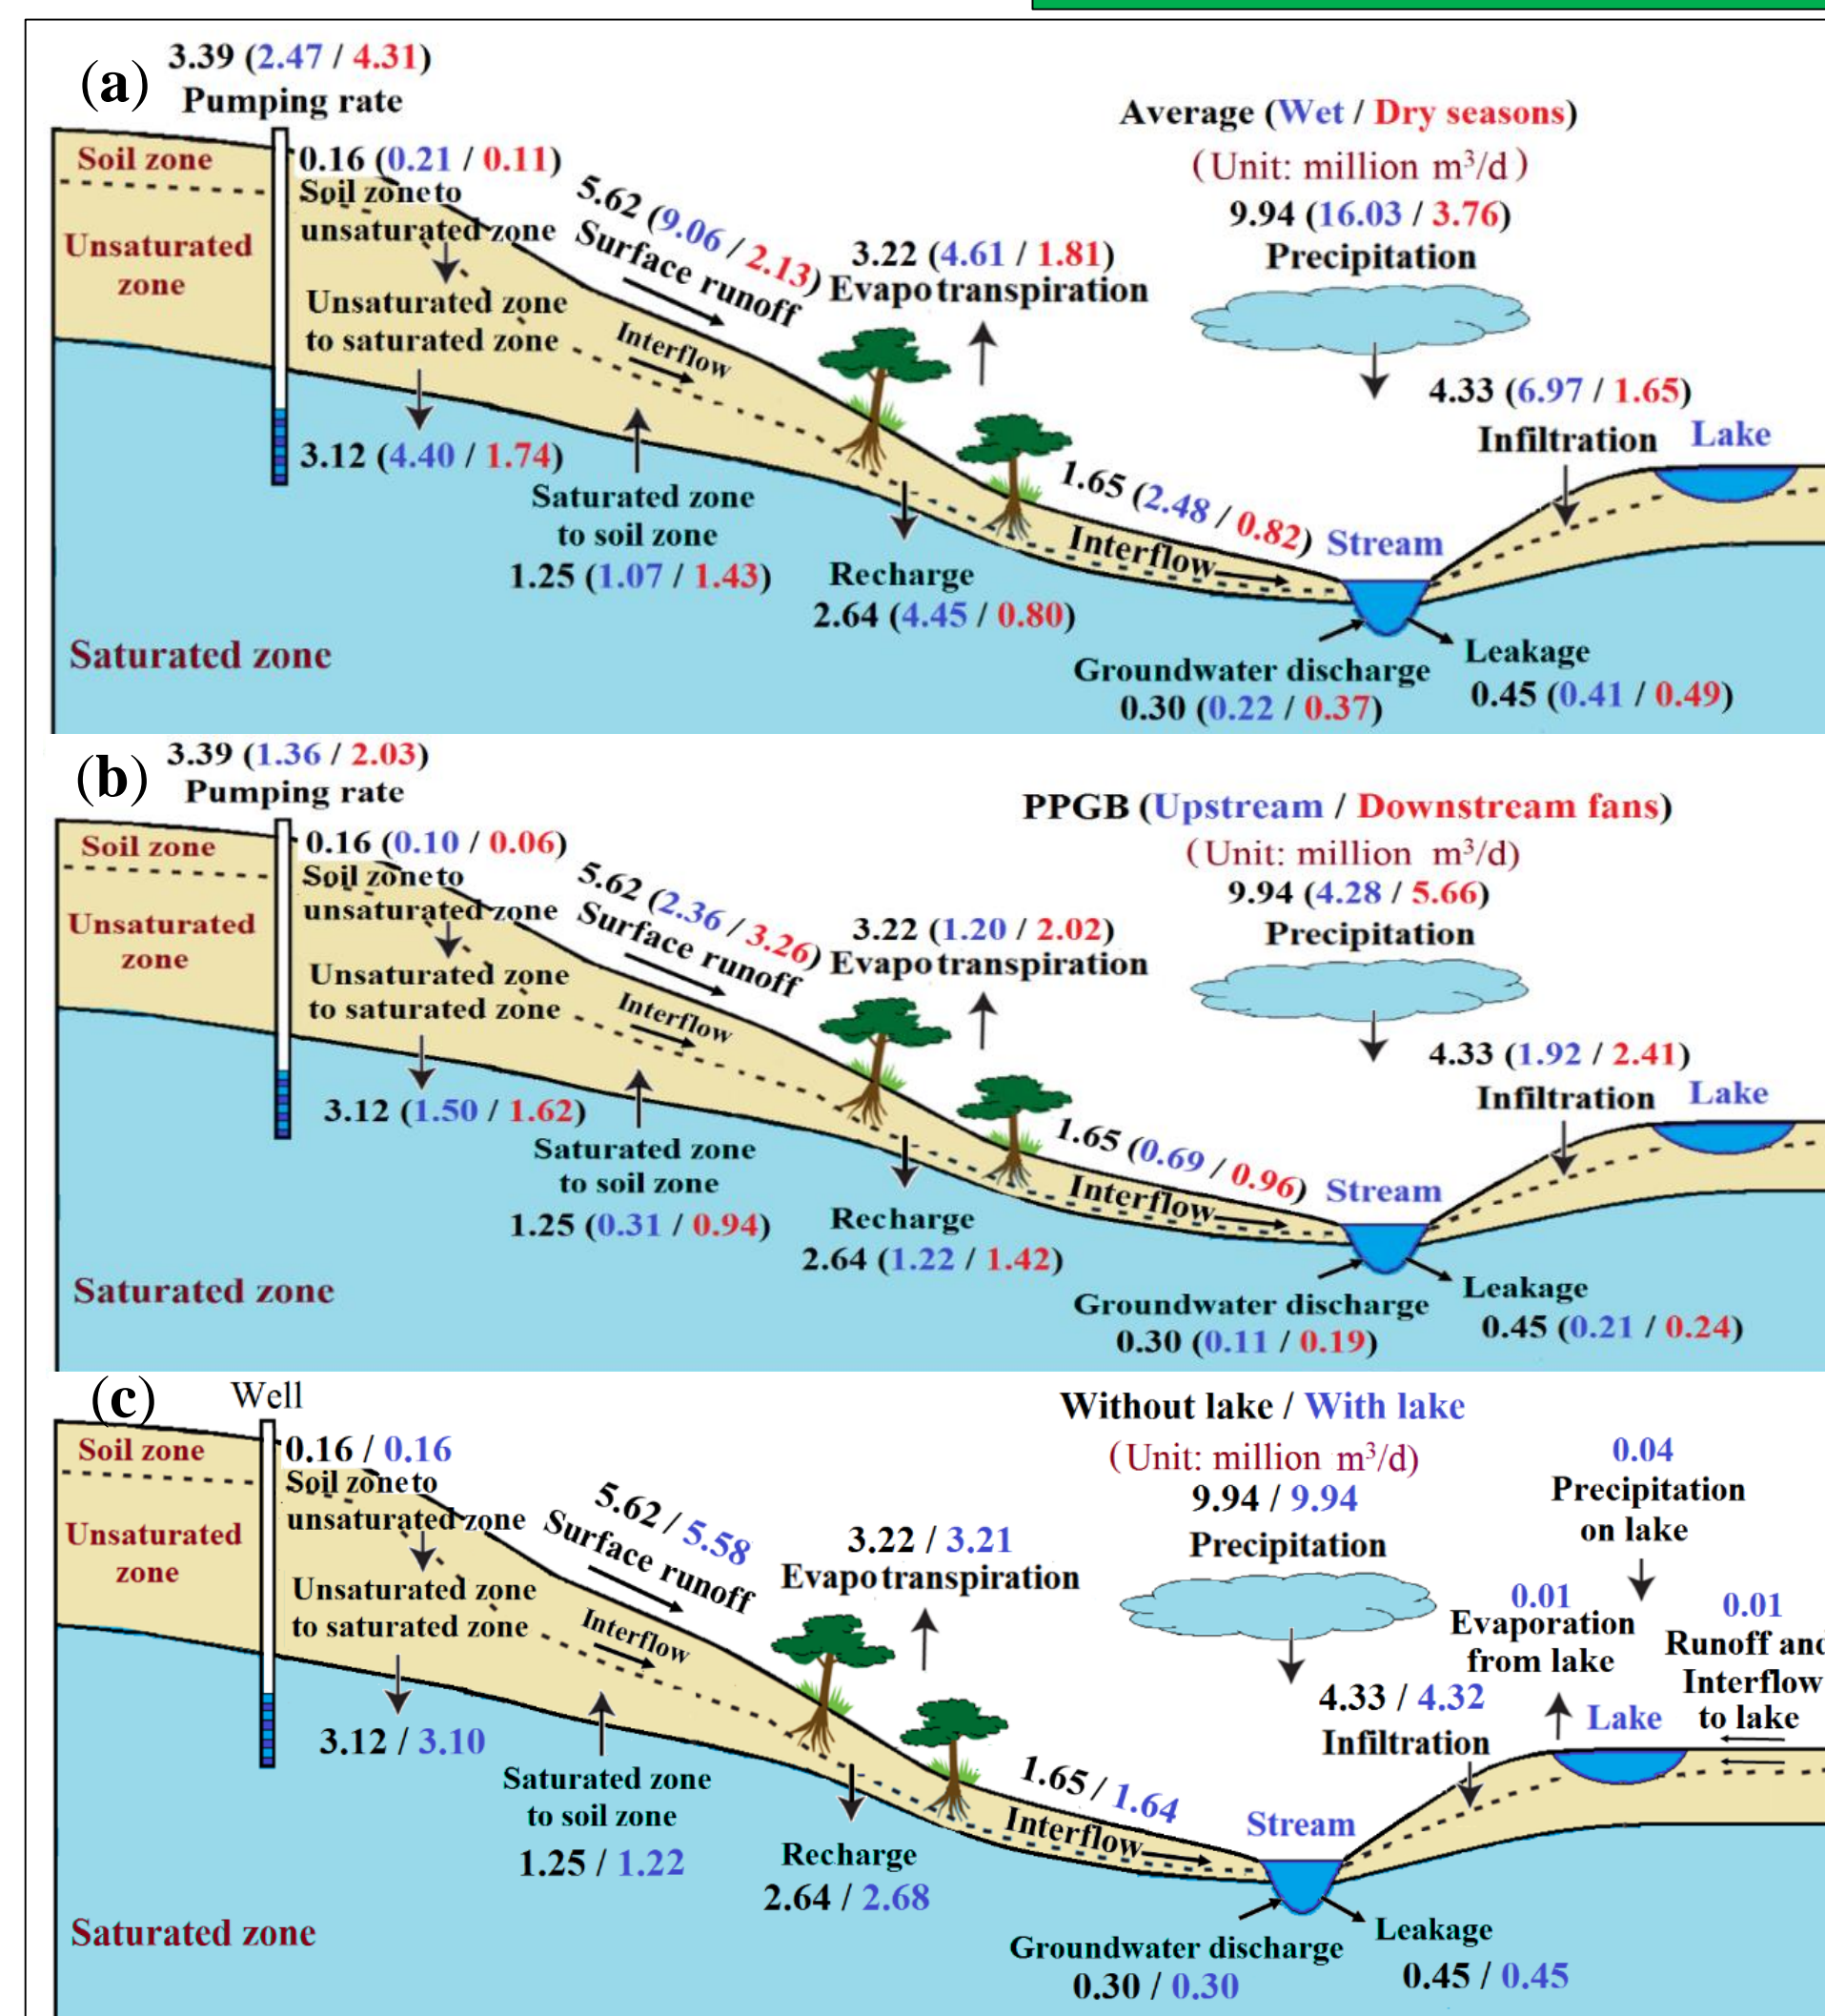 (a)
3.39 (2.47 / 4.31)
Pumping rate
Average (Wet / Dry seasons)
(Unit: million m³/d)
Soil zone
0.16 (0.21 / 0.11)
Soil zone to
unsaturated zone
5.62 (9.06 / 2.13)
Surface runoff
9.94 (16.03 / 3.76)
Precipitation
Unsaturated
zone
3.22 (4.61 / 1.81)
Evapotranspiration
Unsaturated zone
to saturated zone
Interflow
4.33 (6.97 / 1.65)
Infiltration
Lake
3.12 (4.40 / 1.74)
Saturated zone
to soil zone
1.25 (1.07 / 1.43)
1.65 (2.48 / 0.82)
Interflow
Stream
Recharge
2.64 (4.45 / 0.80)
Saturated zone
Groundwater discharge
0.30 (0.22 / 0.37)
Leakage
0.45 (0.41 / 0.49)
(b)
3.39 (1.36 / 2.03)
Pumping rate
PPGB (Upstream / Downstream fans)
(Unit: million m³/d)
Soil zone
0.16 (0.10 / 0.06)
Soil zone to
unsaturated zone
5.62 (2.36 / 3.26)
Surface runoff
9.94 (4.28 / 5.66)
Precipitation
Unsaturated
zone
3.22 (1.20 / 2.02)
Evapotranspiration
Unsaturated zone
to saturated zone
Interflow
4.33 (1.92 / 2.41)
Infiltration
Lake
3.12 (1.50 / 1.62)
Saturated zone
to soil zone
1.25 (0.31 / 0.94)
1.65 (0.69 / 0.96)
Interflow
Stream
Recharge
2.64 (1.22 / 1.42)
Saturated zone
Groundwater discharge
0.30 (0.11 / 0.19)
Leakage
0.45 (0.21 / 0.24)
(c)
Well
Without lake / With lake
(Unit: million m³/d)
Soil zone
0.16 / 0.16
Soil zone to
unsaturated zone
5.62 / 5.58
Surface runoff
9.94 / 9.94
Precipitation
0.04
Precipitation
on lake
Unsaturated
zone
3.22 / 3.21
Evapotranspiration
Unsaturated zone
to saturated zone
Interflow
0.01
Evaporation
from lake
0.01
Runoff and
Interflow
to lake
4.33 / 4.32
Infiltration
Lake
3.12 / 3.10
Saturated zone
to soil zone
1.25 / 1.22
1.65 / 1.64
Interflow
Stream
Recharge
2.64 / 2.68
Saturated zone
Groundwater discharge
0.30 / 0.30
Leakage
0.45 / 0.45